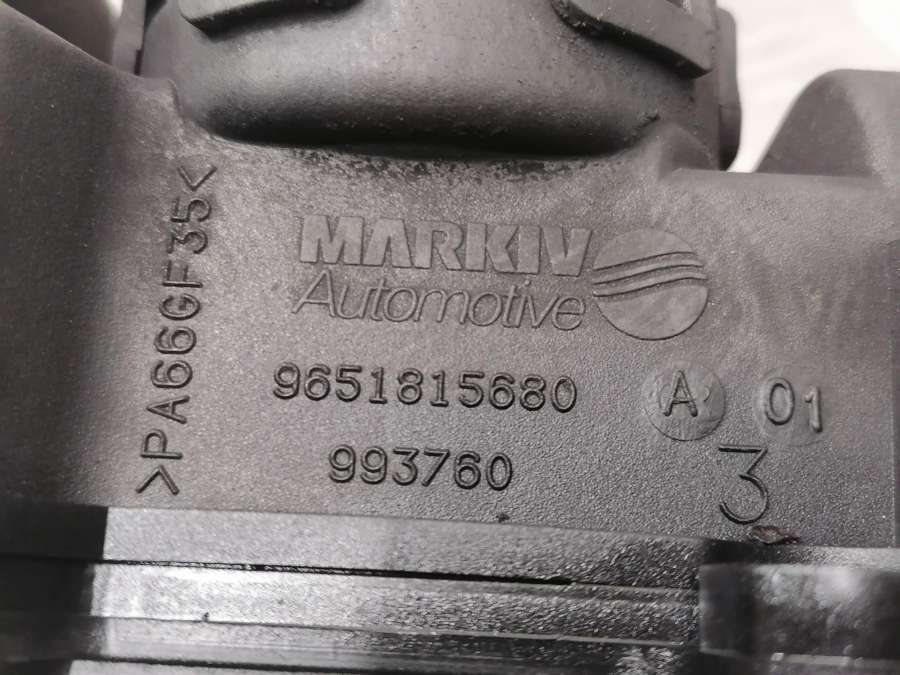 >PA66GF35<
MARKIV
Automotive
9651815680
A 01
993760
3